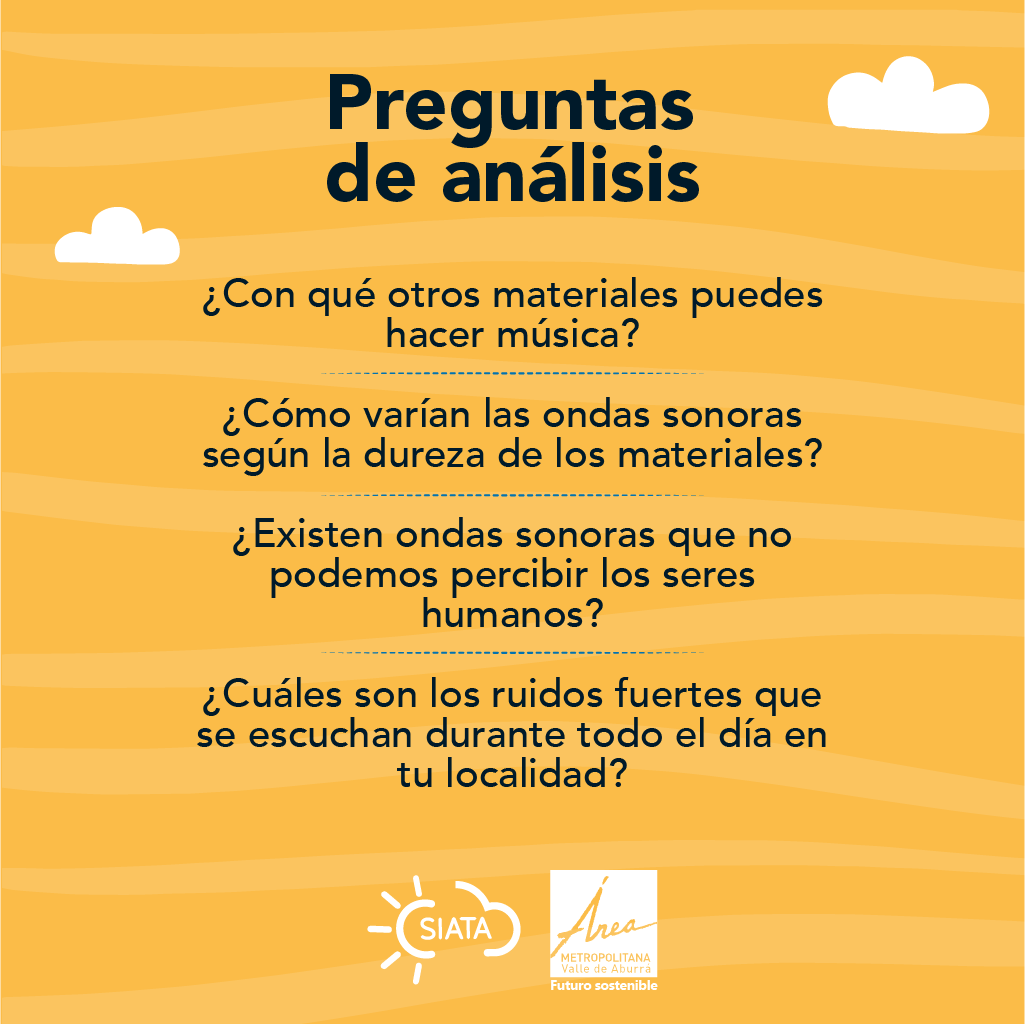 Preguntas
de análisis
¿Con qué otros materiales puedes
hacer música?
¿Cómo varían las ondas sonoras
según la dureza de los materiales?
¿Existen ondas sonoras que no
podemos percibir los seres
humanos?
¿Cuáles son los ruidos fuertes que
se escuchan durante todo el día en
tu localidad?
SIATA
Área
METROPOLITANA
Valle de Aburrá
Futuro sostenible